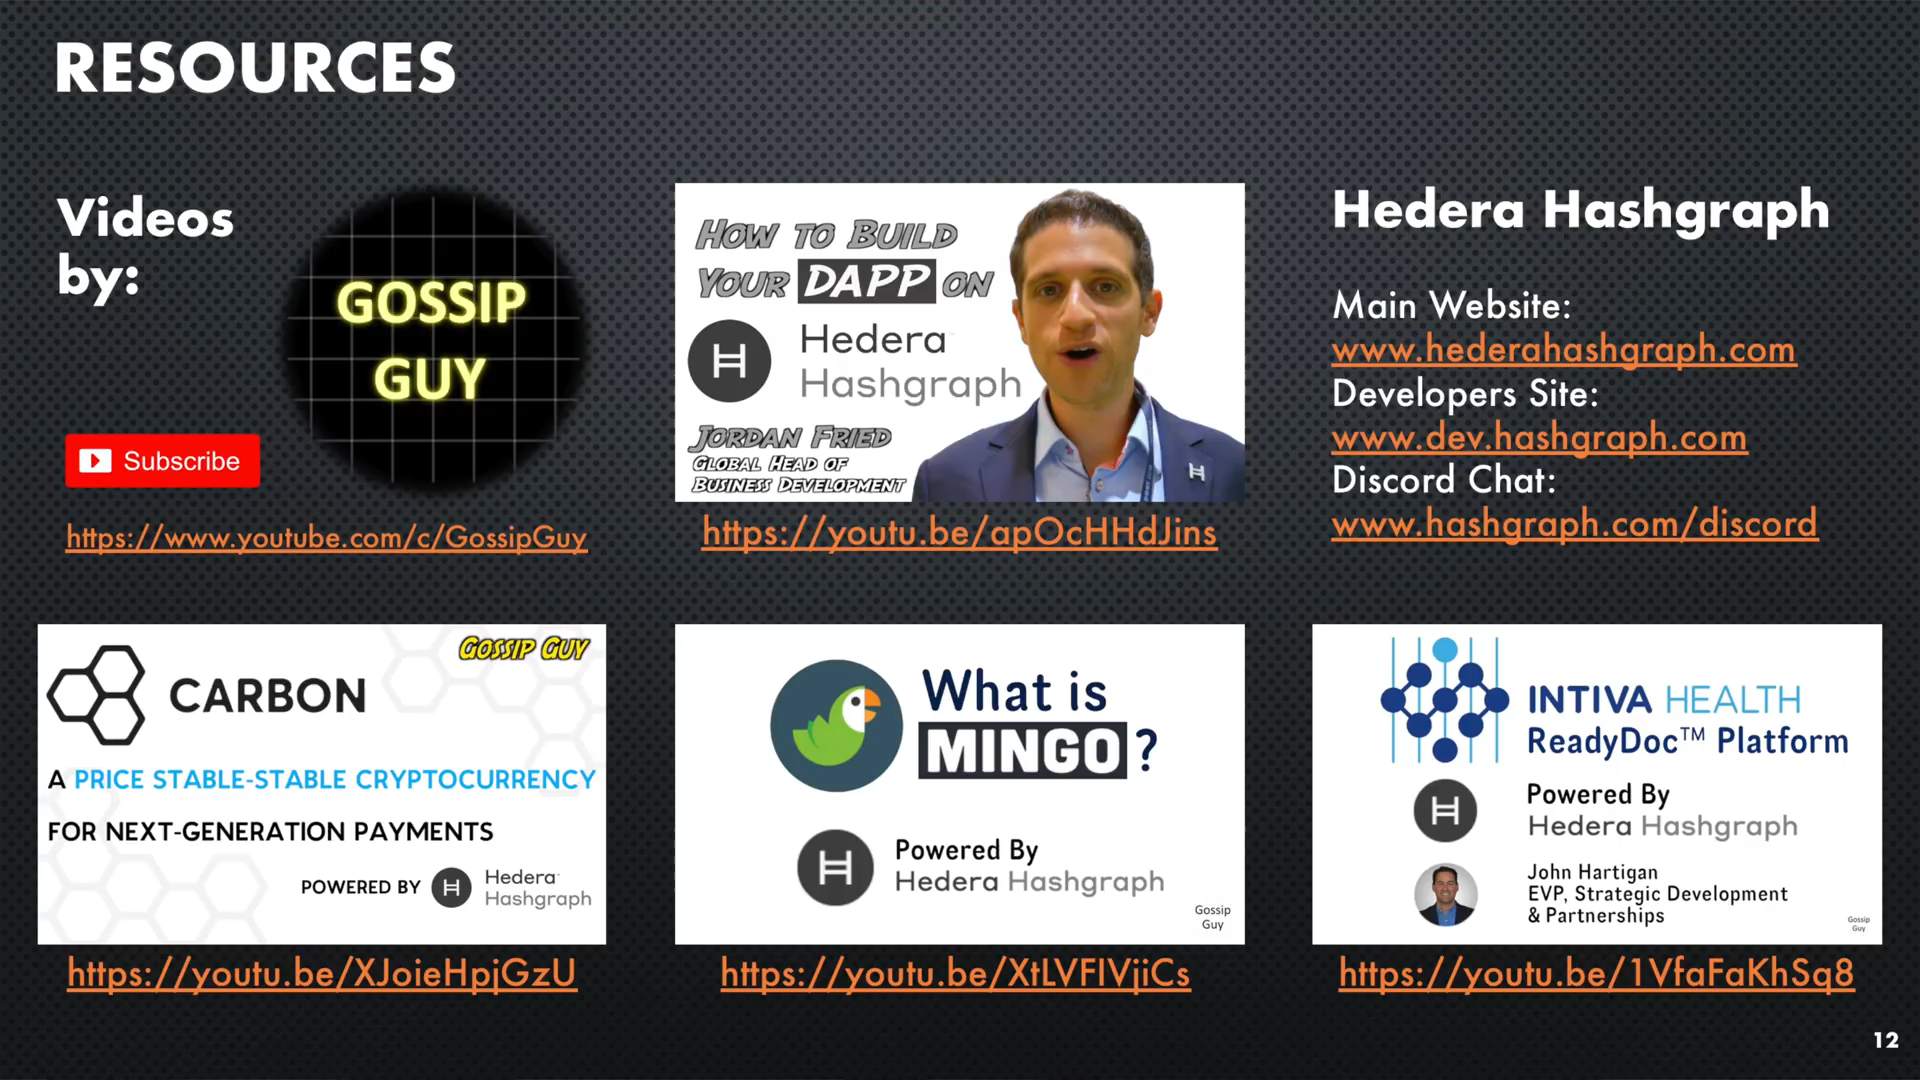 RESOURCES
Videos
by:
GOSSIP
GUY
Subscribe
https://www.youtube.com/c/GossipGuy
HOW TO BUILD
YOUR DAPP ON
Hedera
Hashgraph
JORDAN FRIED
GLOBAL HEAD OF
BUSINESS DEVELOPMENT
https://youtu.be/apOcHHdJins
Hedera Hashgraph
Main Website:
www.hederahashgraph.com
Developers Site:
www.dev.hashgraph.com
Discord Chat:
www.hashgraph.com/discord
GOSSIP GUY
CARBON
A PRICE STABLE-STABLE CRYPTOCURRENCY
FOR NEXT-GENERATION PAYMENTS
POWERED BY
Hedera
Hashgraph
https://youtu.be/XJoieHpjGzU
What is
MINGO?
Powered By
Hedera Hashgraph
Gossip
Guy
https://youtu.be/XtLVFIVjiCs
INTIVA HEALTH
ReadyDoc™ Platform
Powered By
Hedera Hashgraph
John Hartigan
EVP, Strategic Development
& Partnerships
Gossip
Guy
https://youtu.be/1VfaFaKhSq8
12